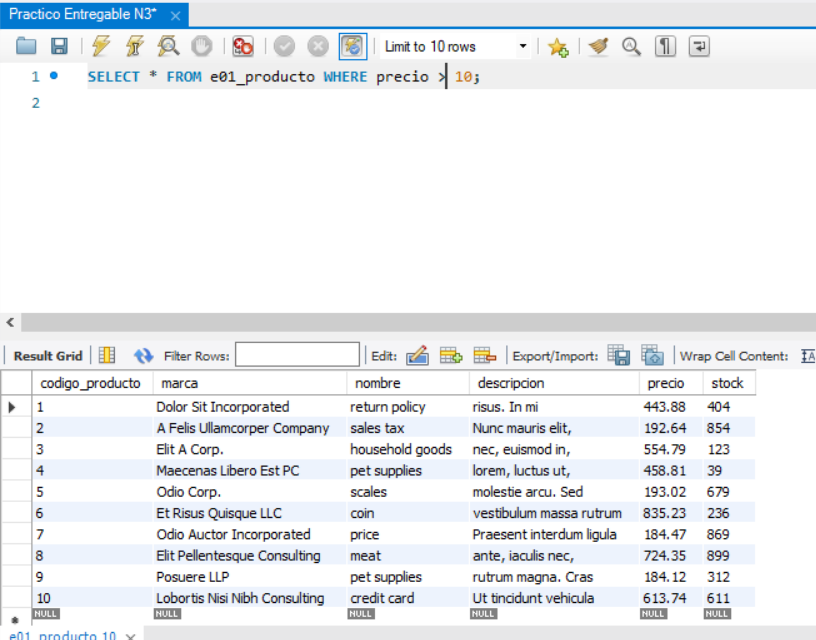 Practico Entregable N3* ×
Limit to 10 rows
1 SELECT * FROM e01_producto WHERE precio > 10;
2
Result Grid Filter Rows: Edit: Export/Import: Wrap Cell Content: IA
codigo_producto marca nombre descripcion precio stock
1 Dolor Sit Incorporated return policy risus. In mi 443.88 404
2 A Felis Ullamcorper Company sales tax Nunc mauris elit, 192.64 854
3 Elit A Corp. household goods nec, euismod in, 554.79 123
4 Maecenas Libero Est PC pet supplies lorem, luctus ut, 458.81 39
5 Odio Corp. scales molestie arcu. Sed 193.02 679
6 Et Risus Quisque LLC coin vestibulum massa rutrum 835.23 236
7 Odio Auctor Incorporated price Praesent interdum ligula 184.47 869
8 Elit Pellentesque Consulting meat ante, iaculis nec, 724.35 899
9 Posuere LLP pet supplies rutrum magna. Cras 184.12 312
10 Lobortis Nisi Nibh Consulting credit card Ut tincidunt vehicula 613.74 611
* NULL NULL NULL NULL NULL NULL
e01_producto 10 ×